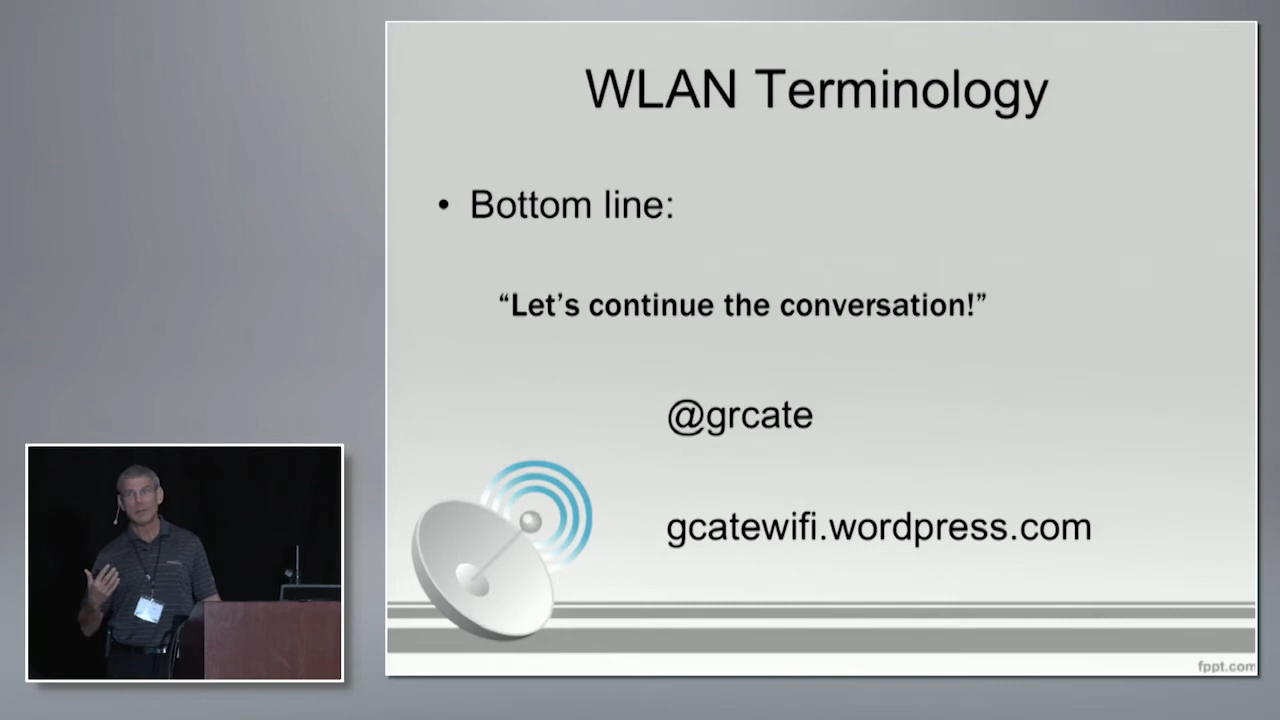 WLAN Terminology
• Bottom line:
“Let’s continue the conversation!”
@grcate
gcatewifi.wordpress.com
fppt.com